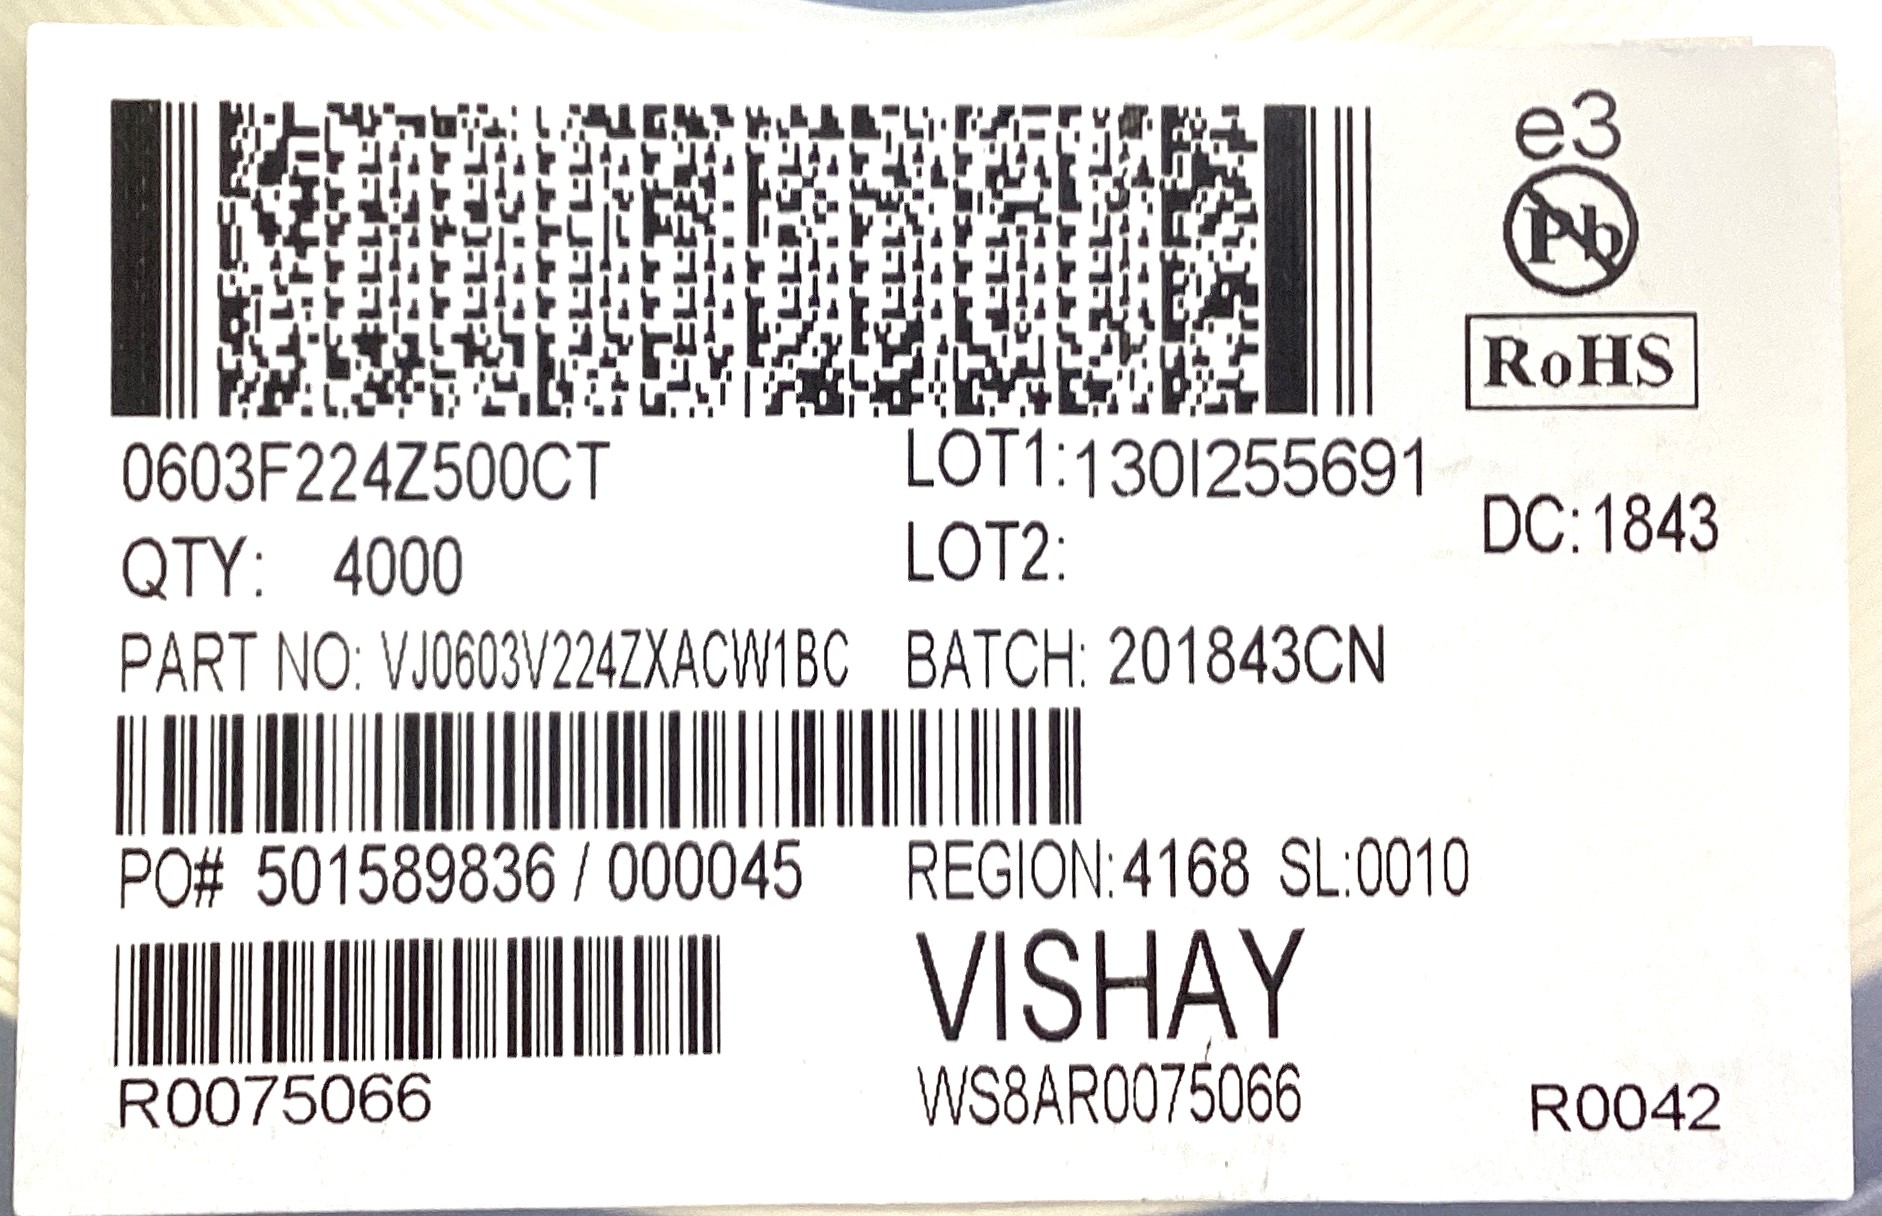 e3
Pb
RoHS
0603F224Z500CT
LOT1:130I255691
DC:1843
QTY: 4000
LOT2:
PART NO: VJ0603V224ZXACW1BC
BATCH: 201843CN
PO# 501589836 / 000045
REGION:4168 SL:0010
VISHAY
R0075066
WS8AR0075066
R0042